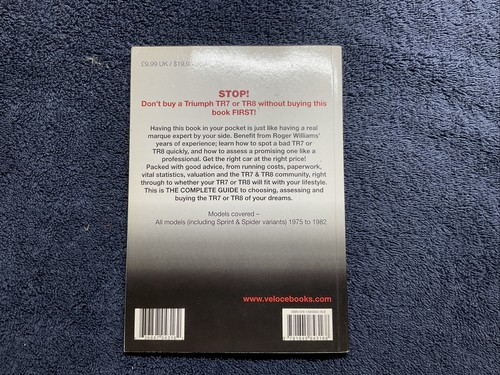 £9.99 UK / $19.9
STOP!
Don't buy a Triumph TR7 or TR8 without buying this
book FIRST!
Having this book in your pocket is just like having a real
marque expert by your side. Benefit from Roger Williams'
years of experience; learn how to spot a bad TR7 or
TR8 quickly, and how to assess a promising one like a
professional. Get the right car at the right price!
Packed with good advice, from running costs, paperwork,
vital statistics, valuation and the TR7 & TR8 community, right
through to whether your TR7 or TR8 will fit with your lifestyle.
This is THE COMPLETE GUIDE to choosing, assessing and
buying the TR7 or TR8 of your dreams.
Models covered –
All models (including Sprint & Spider variants) 1975 to 1982
www.velocebooks.com